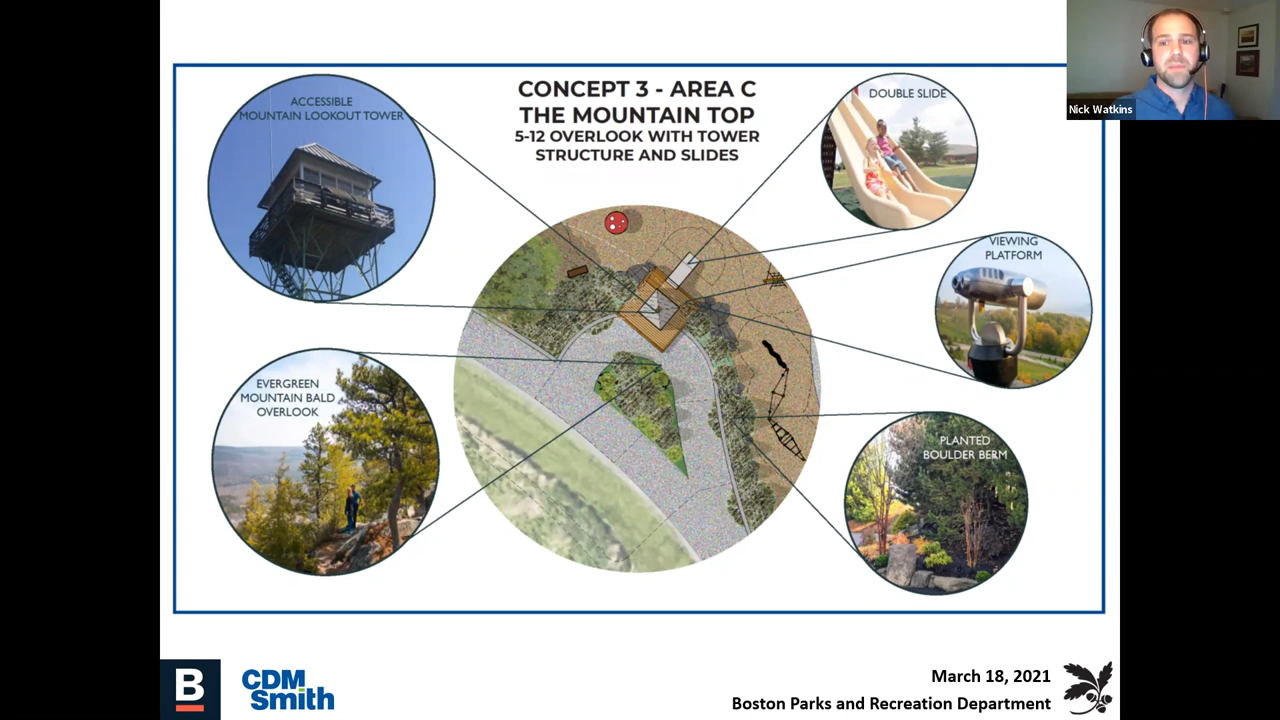 CONCEPT 3 - AREA C
THE MOUNTAIN TOP
5-12 OVERLOOK WITH TOWER
STRUCTURE AND SLIDES
ACCESSIBLE
MOUNTAIN LOOKOUT TOWER
DOUBLE SLIDE
Nick Watkins
VIEWING
PLATFORM
EVERGREEN
MOUNTAIN BALD
OVERLOOK
PLANTED
BOULDER BERM
B
CDM
Smith
March 18, 2021
Boston Parks and Recreation Department